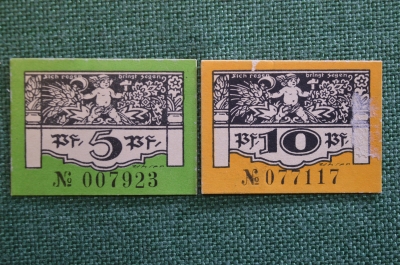 Sich regen bringt Segen
Pf. 5 Pf.
№ 007923
Sich regen bringt Segen
Pf. 10 Pf.
№ 077117